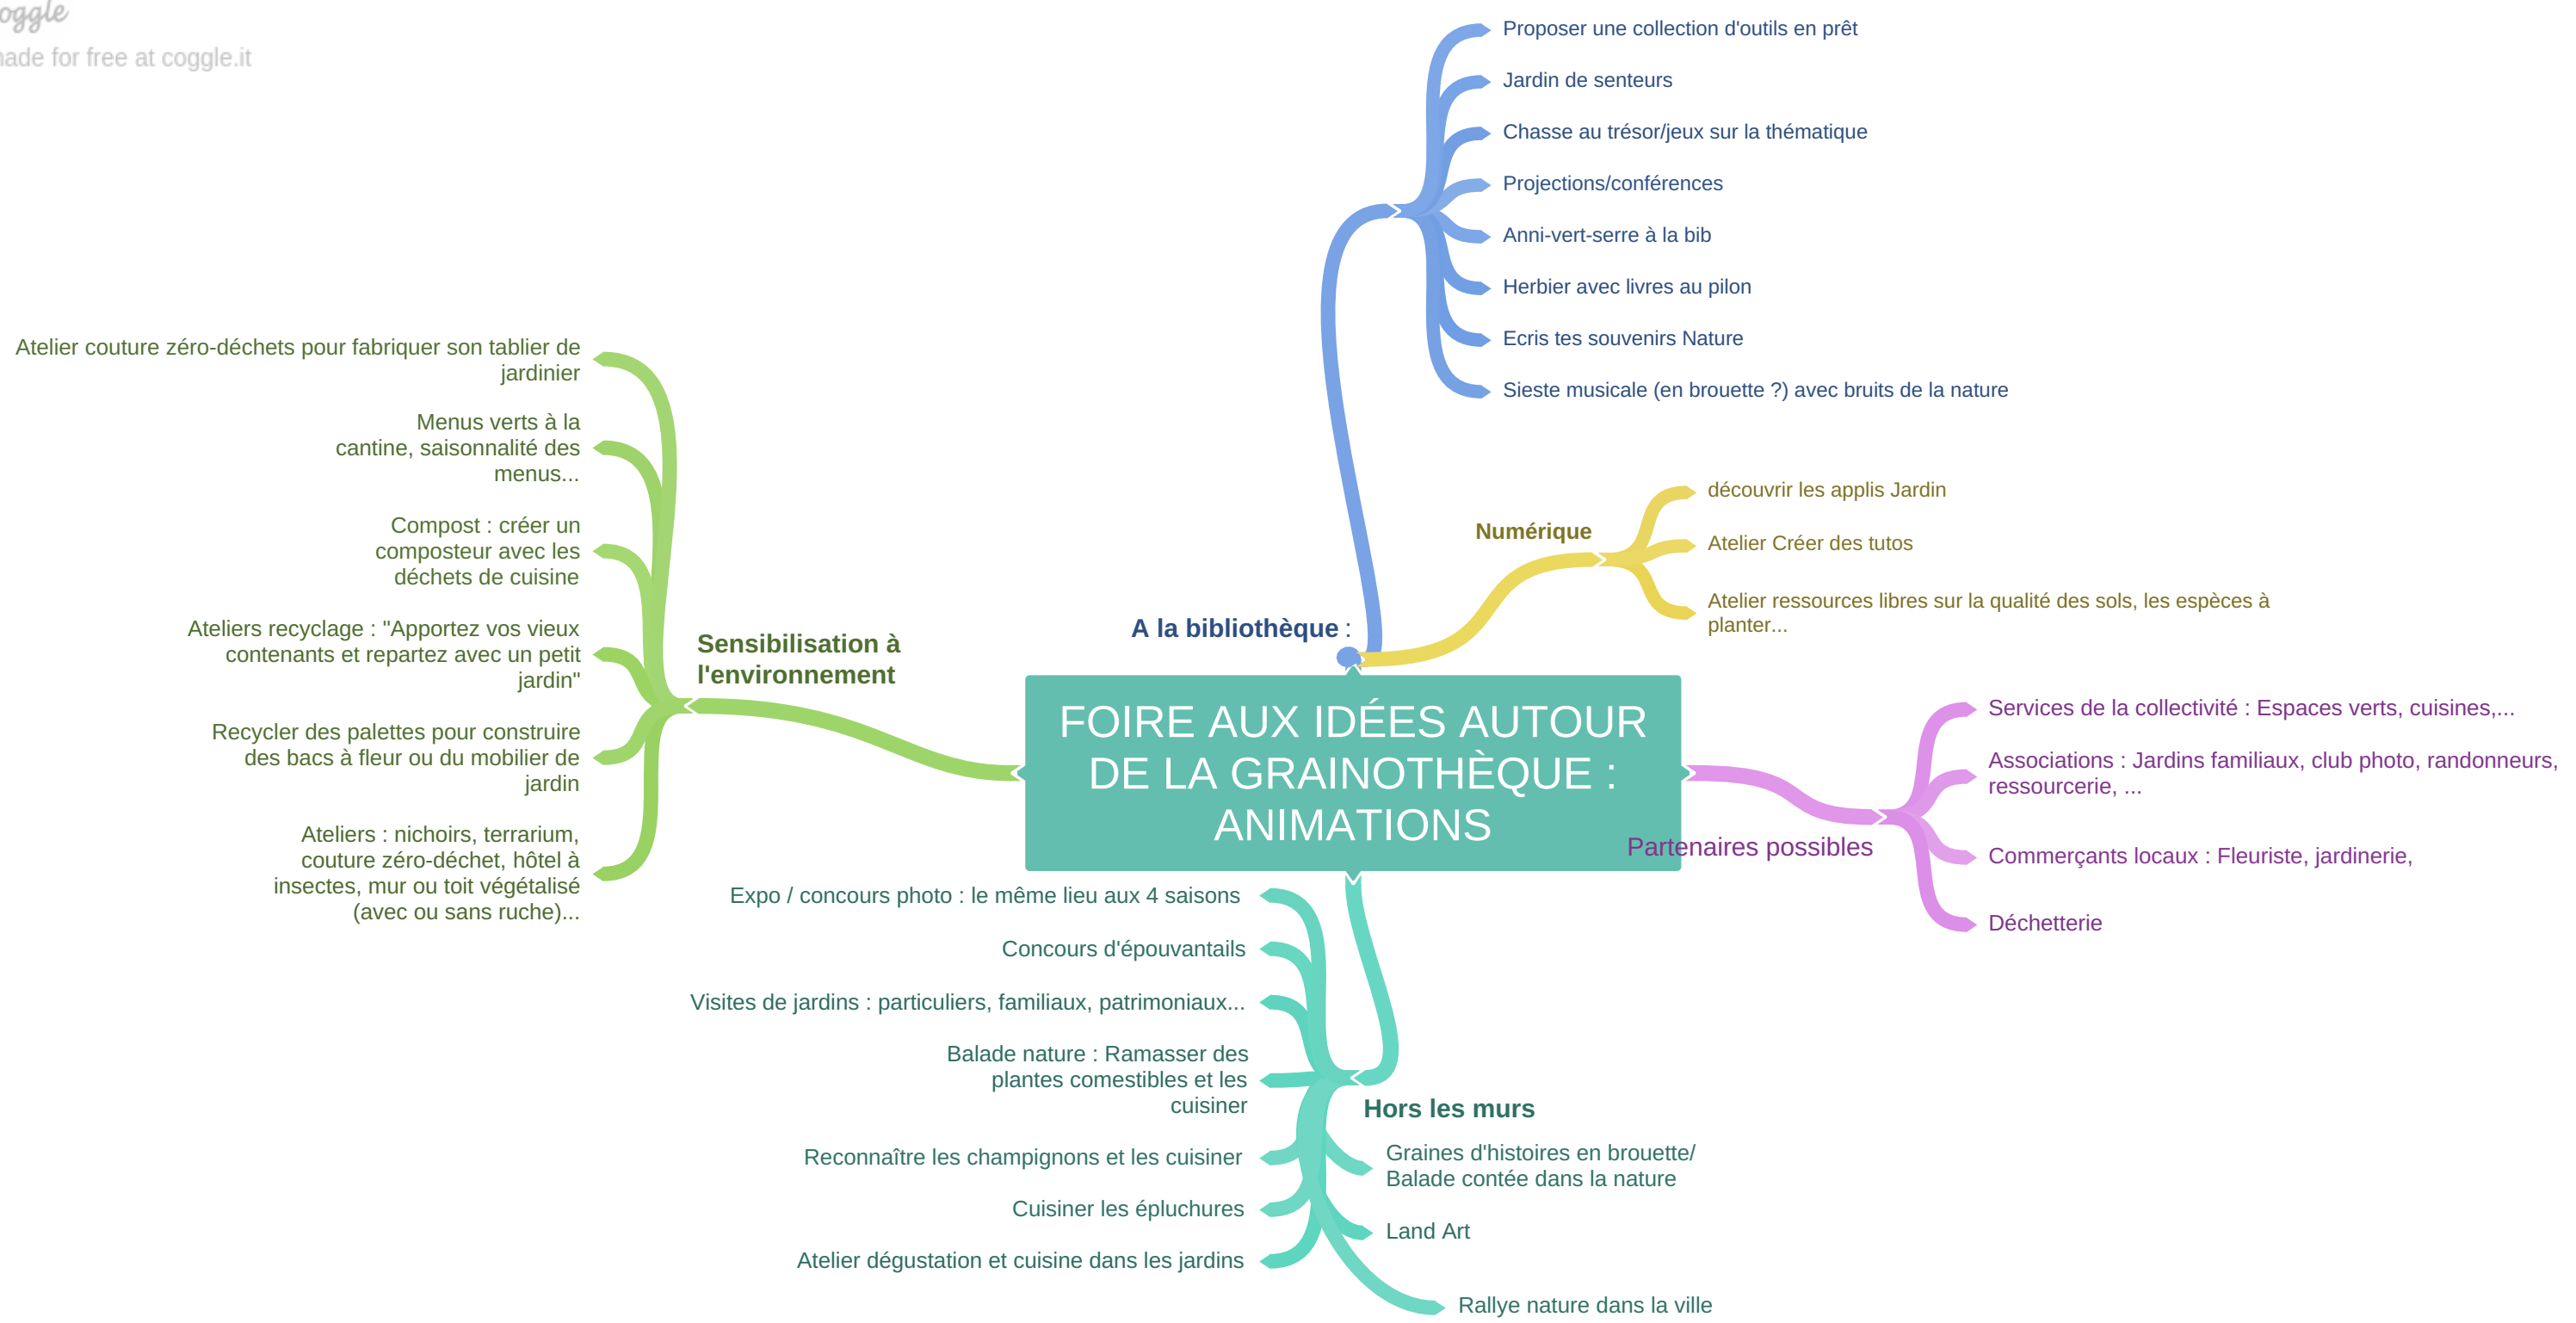 oggle
made for free at coggle.it
Proposer une collection d'outils en prêt
Jardin de senteurs
Chasse au trésor/jeux sur la thématique
Projections/conférences
Anni-vert-serre à la bib
Herbier avec livres au pilon
Ecris tes souvenirs Nature
Sieste musicale (en brouette ?) avec bruits de la nature
A la bibliothèque :
Numérique
découvrir les applis Jardin
Atelier Créer des tutos
Atelier ressources libres sur la qualité des sols, les espèces à
planter...
Atelier couture zéro-déchets pour fabriquer son tablier de
jardinier
Menus verts à la
cantine, saisonnalité des
menus...
Compost : créer un
composteur avec les
déchets de cuisine
Ateliers recyclage : "Apportez vos vieux
contenants et repartez avec un petit
jardin"
Recycler des palettes pour construire
des bacs à fleur ou du mobilier de
jardin
Ateliers : nichoirs, terrarium,
couture zéro-déchet, hôtel à
insectes, mur ou toit végétalisé
(avec ou sans ruche)...
Sensibilisation à
l'environnement
FOIRE AUX IDÉES AUTOUR
DE LA GRAINOTHÈQUE :
ANIMATIONS
Partenaires possibles
Services de la collectivité : Espaces verts, cuisines,...
Associations : Jardins familiaux, club photo, randonneurs,
ressourcerie, ...
Commerçants locaux : Fleuriste, jardinerie,
Déchetterie
Expo / concours photo : le même lieu aux 4 saisons
Concours d'épouvantails
Visites de jardins : particuliers, familiaux, patrimoniaux...
Balade nature : Ramasser des
plantes comestibles et les
cuisiner
Reconnaître les champignons et les cuisiner
Cuisiner les épluchures
Atelier dégustation et cuisine dans les jardins
Hors les murs
Graines d'histoires en brouette/
Balade contée dans la nature
Land Art
Rallye nature dans la ville